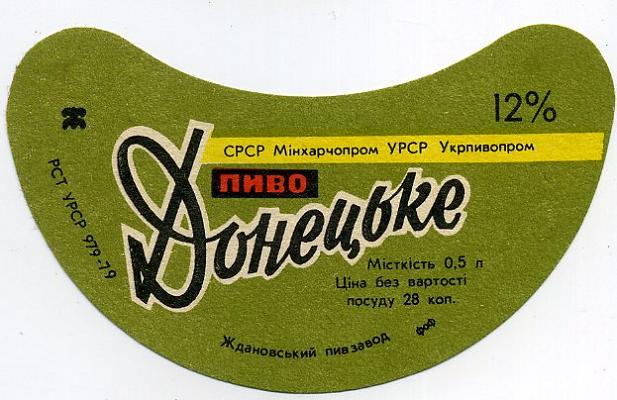 12%
СРСР Мінхарчопром УРСР Укрпивопром
ПИВО
Донецьке
РСТ УРСР 979-79
Місткість 0,5 л
Ціна без вартості
посуду 28 коп.
Ждановський пивзавод
фоф